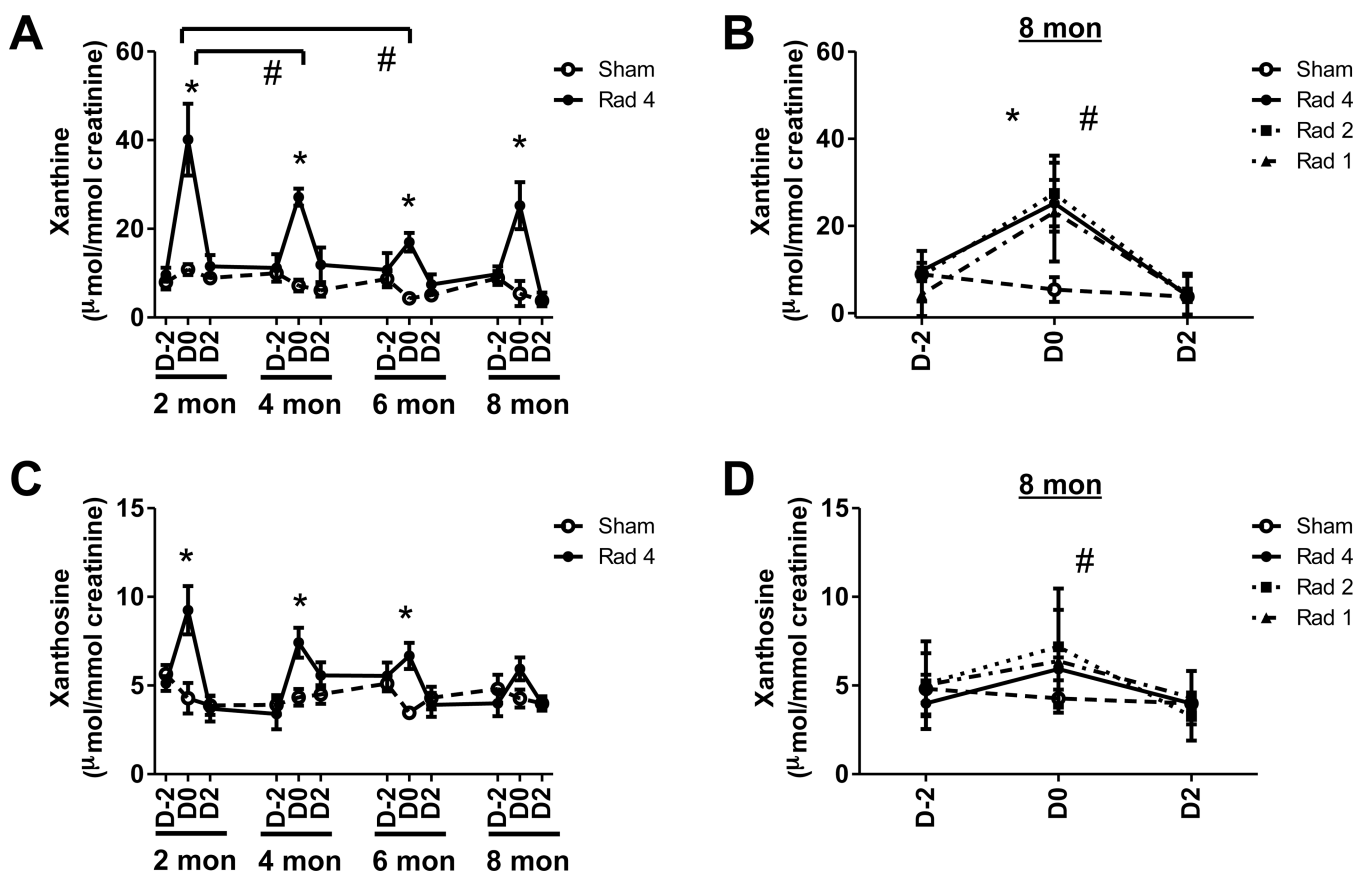 A
Xanthine
(μmol/mmol creatinine)
60
40
20
0
#
#
*
*
*
*
Sham
Rad 4
D-2
D0
D2
D-2
D0
D2
D-2
D0
D2
D-2
D0
D2
2 mon
4 mon
6 mon
8 mon
B
8 mon
Xanthine
(μmol/mmol creatinine)
60
40
20
0
*
#
Sham
Rad 4
Rad 2
Rad 1
D-2
D0
D2
C
Xanthosine
(μmol/mmol creatinine)
15
10
5
0
*
*
*
Sham
Rad 4
D-2
D0
D2
D-2
D0
D2
D-2
D0
D2
D-2
D0
D2
2 mon
4 mon
6 mon
8 mon
D
8 mon
Xanthosine
(μmol/mmol creatinine)
15
10
5
0
#
Sham
Rad 4
Rad 2
Rad 1
D-2
D0
D2